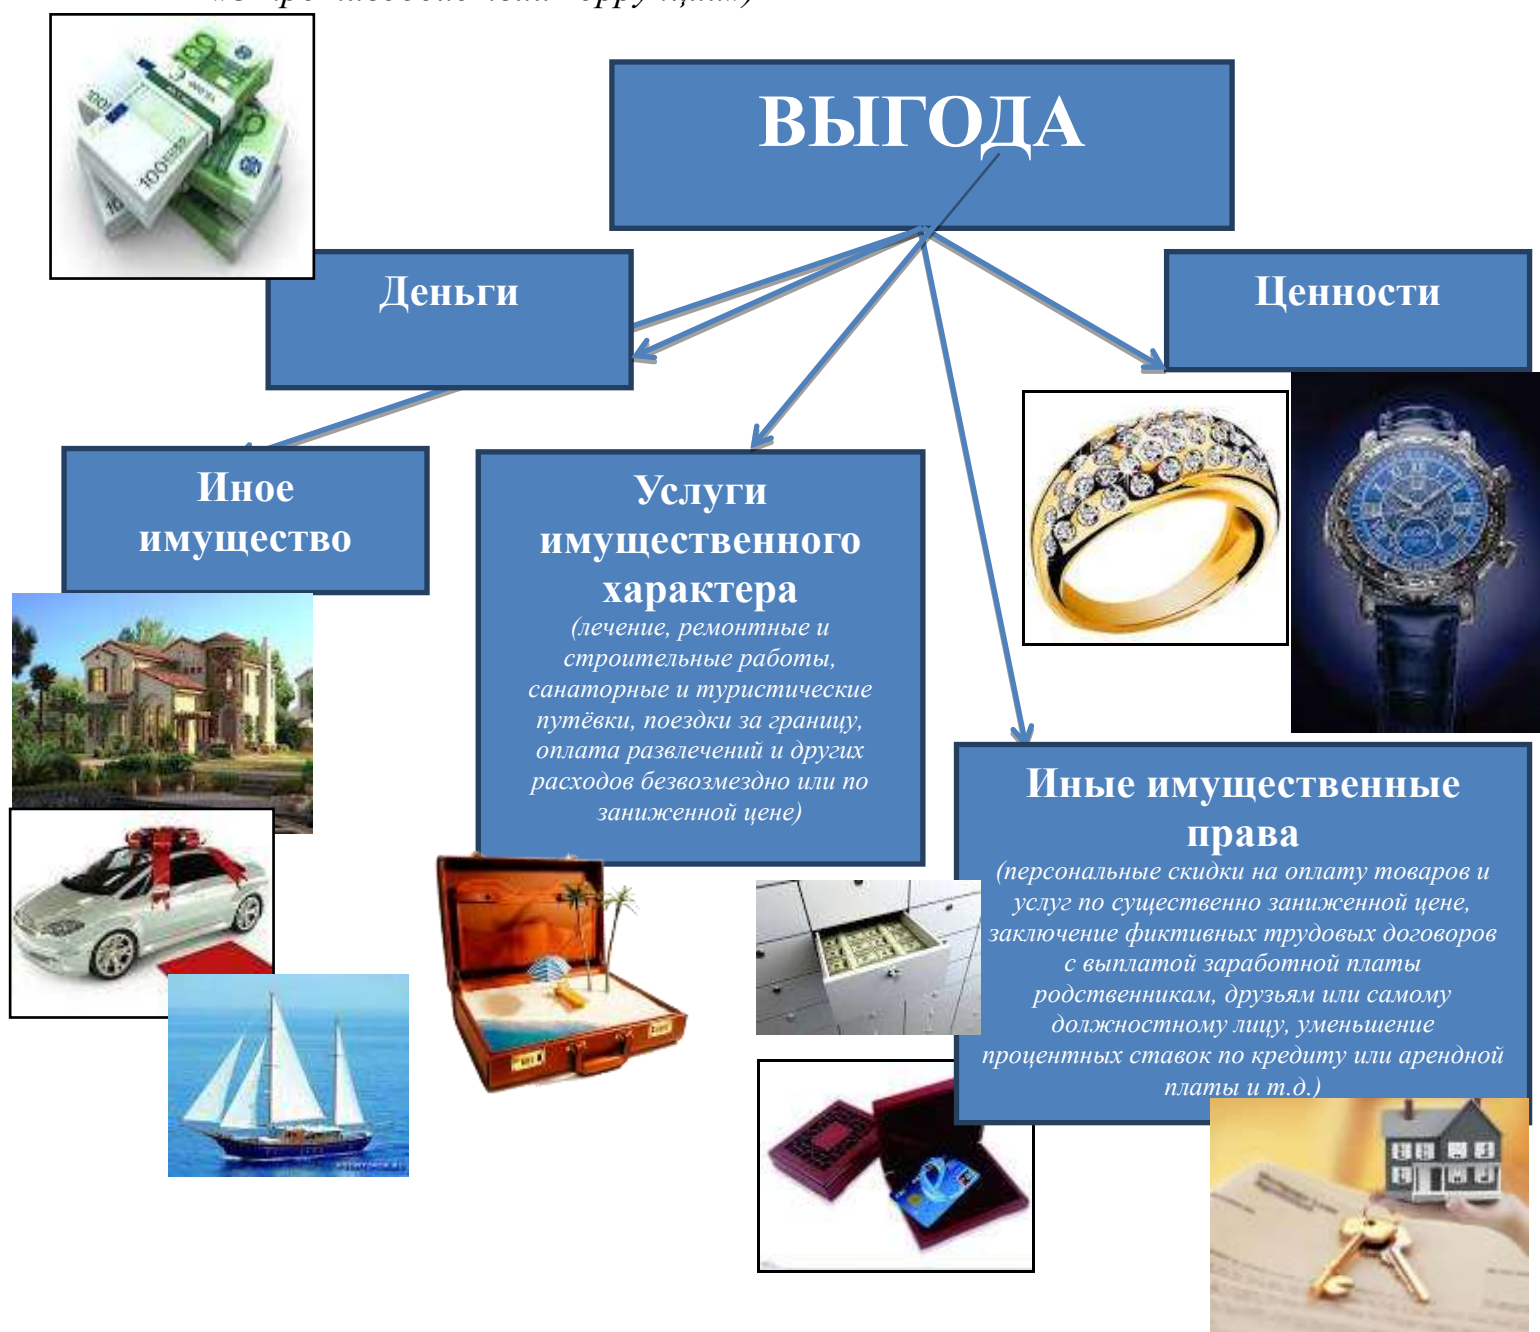 ВЫГОДА
Деньги
Ценности
Иное
имущество
Услуги
имущественного
характера
(лечение, ремонтные и
строительные работы,
санаторные и туристические
путёвки, поездки за границу,
оплата развлечений и других
расходов безвозмездно или по
заниженной цене)
Иные имущественные
права
(персональные скидки на оплату товаров и
услуг по существенно заниженной цене,
заключение фиктивных трудовых договоров
с выплатой заработной платы
родственникам, друзьям или самому
должностному лицу, уменьшение
процентных ставок по кредиту или арендной
платы и т.д.)
100
100